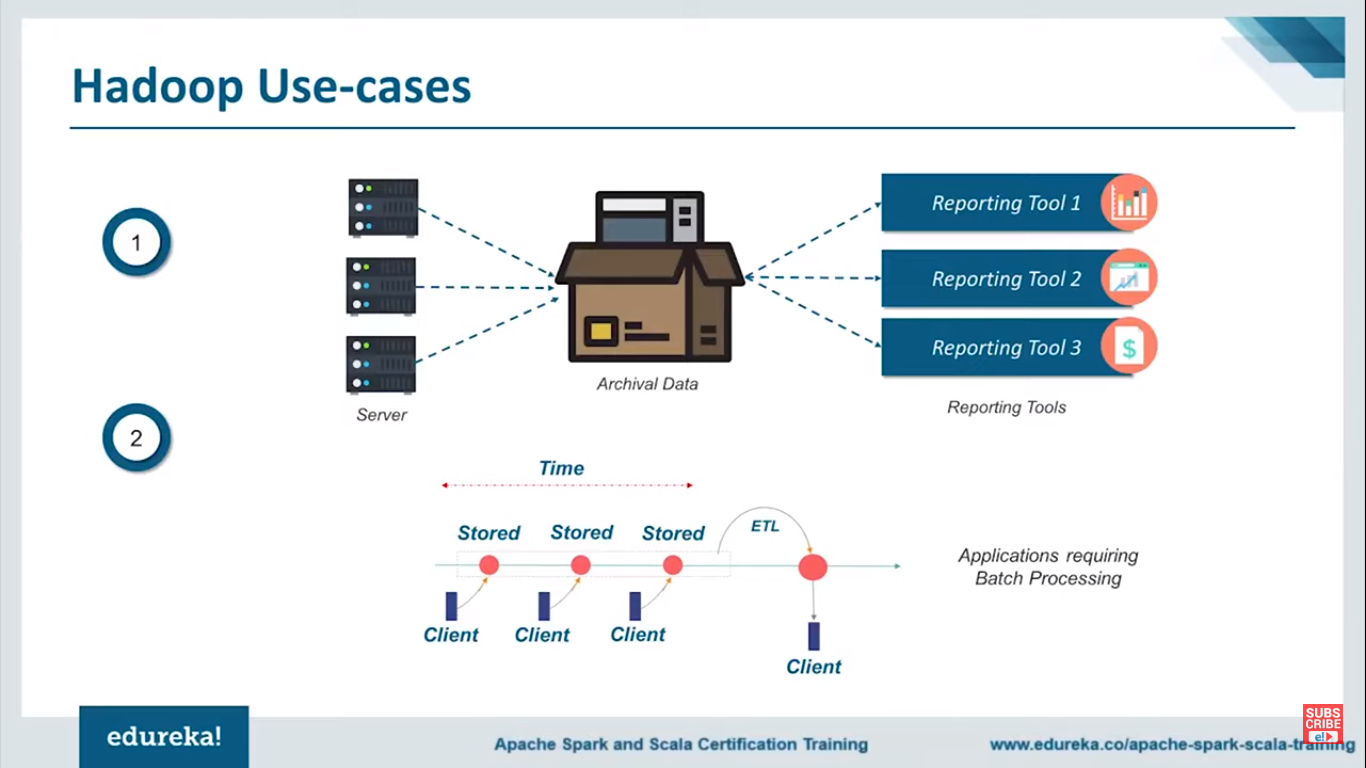 Hadoop Use-cases
1
Reporting Tool 1
Reporting Tool 2
Reporting Tool 3
Archival Data
Server
Reporting Tools
2
Time
Stored Stored Stored
ETL
Client Client Client
Client
Applications requiring
Batch Processing
edureka!
Apache Spark and Scala Certification Training
www.edureka.co/apache-spark-scala-training
SUBS
CRIBE
e!